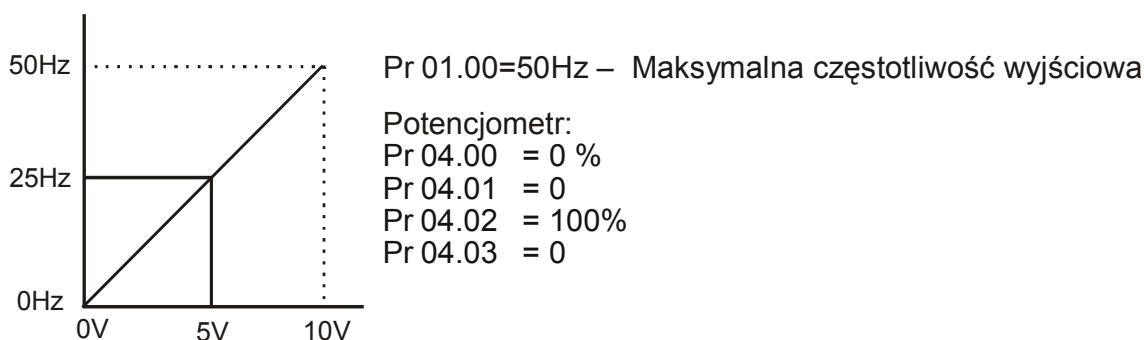 50Hz
25Hz
0Hz
0V
5V
10V
Pr 01.00=50Hz – Maksymalna częstotliwość wyjściowa
Potencjometr:
Pr 04.00 = 0 %
Pr 04.01 = 0
Pr 04.02 = 100%
Pr 04.03 = 0